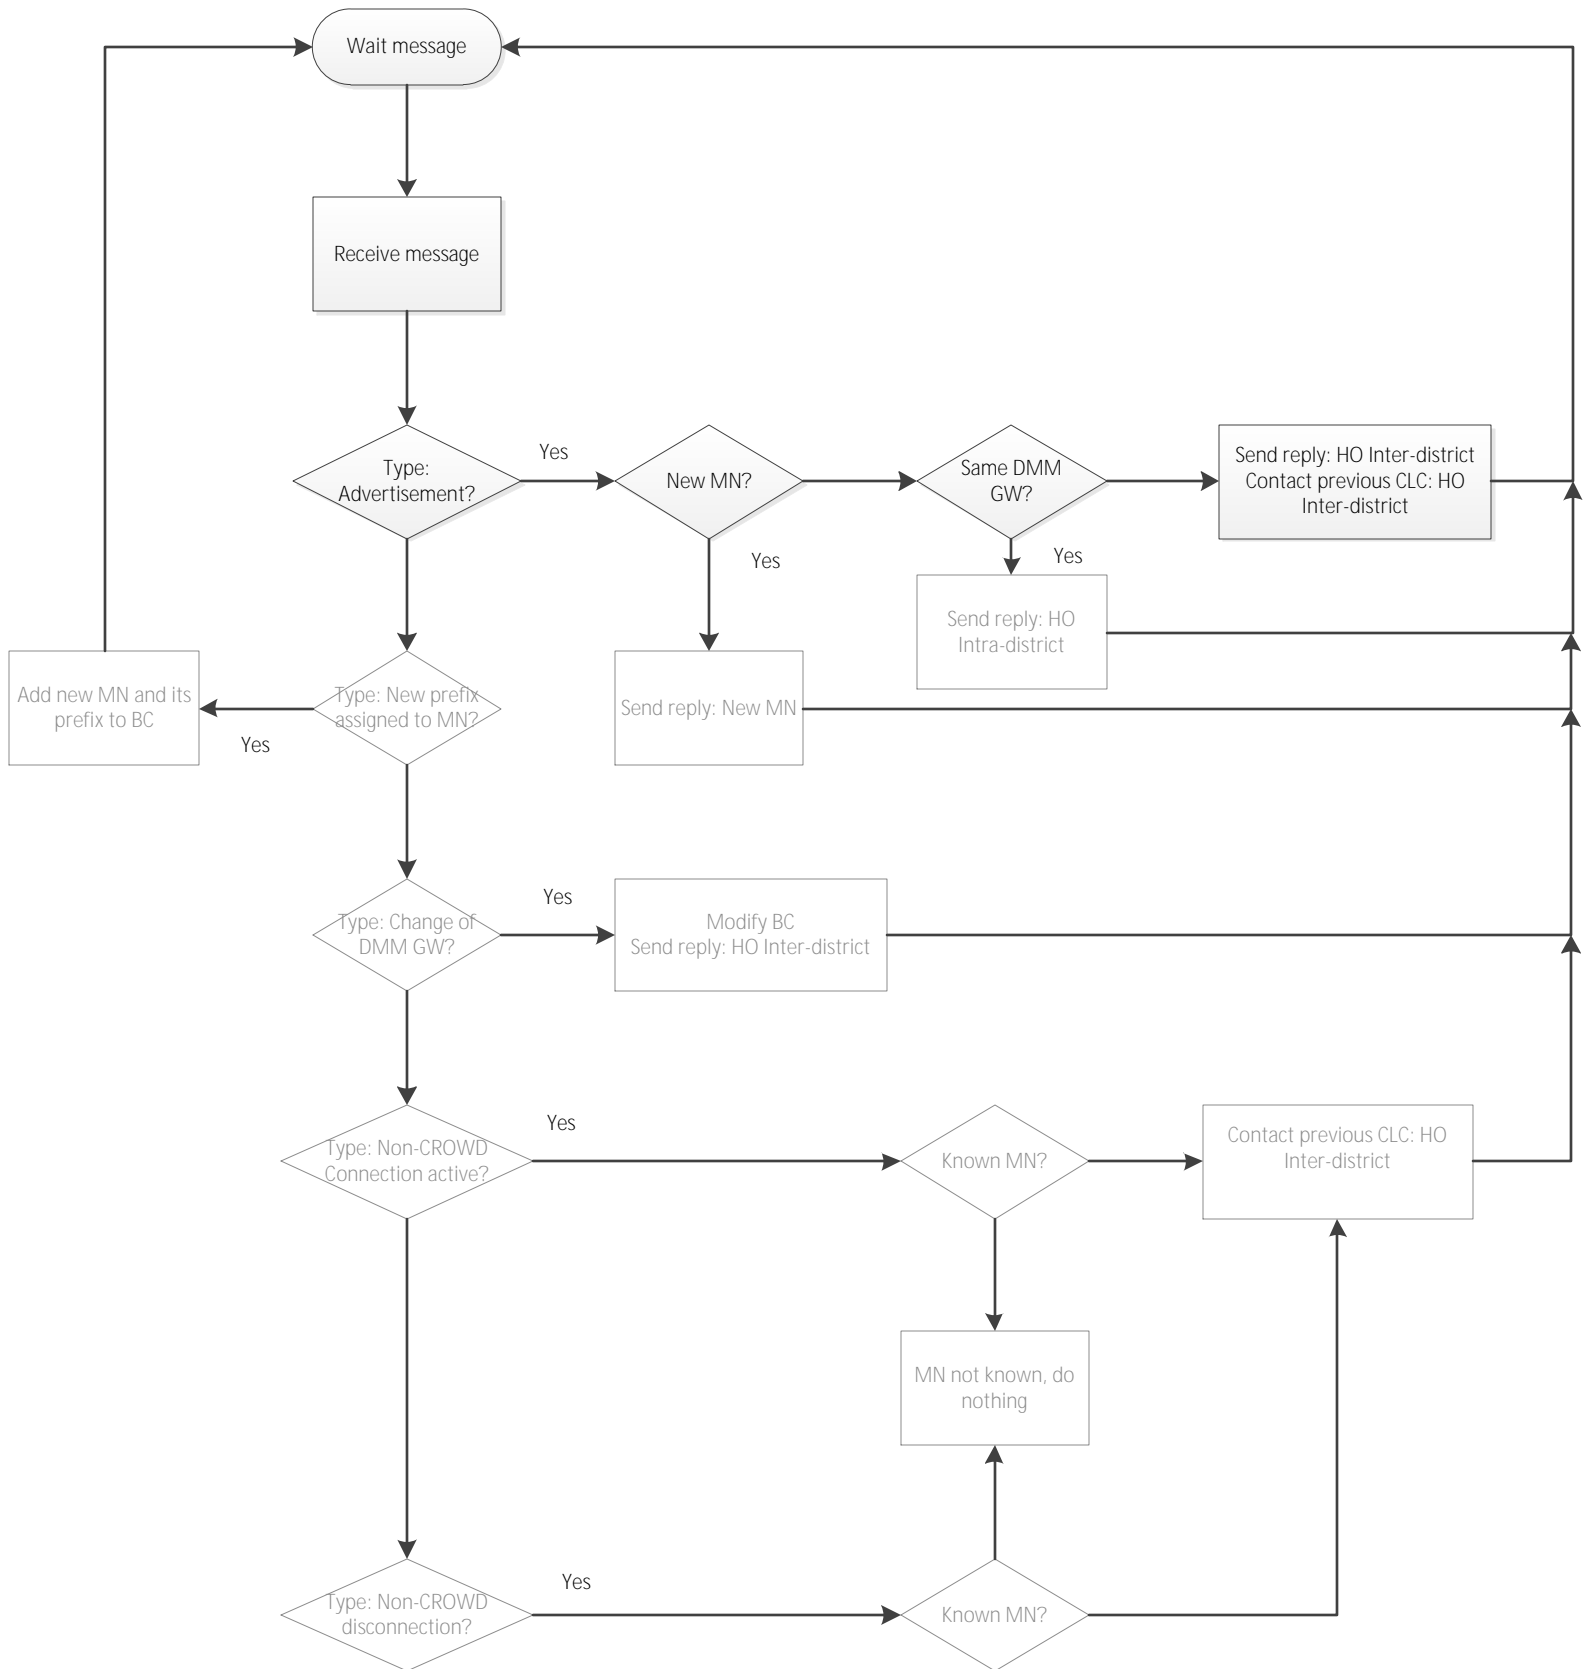 Wait message
Receive message
Type:
Advertisement?
Yes
New MN?
Yes
Same DMM
GW?
Yes
Send reply: HO Inter-district
Contact previous CLC: HO
Inter-district
Send reply: HO
Intra-district
Add new MN and its
prefix to BC
Yes
Type: New prefix
assigned to MN?
Send reply: New MN
Type: Change of
DMM GW?
Yes
Modify BC
Send reply: HO Inter-district
Type: Non-CROWD
Connection active?
Yes
Known MN?
Contact previous CLC: HO
Inter-district
MN not known, do
nothing
Type: Non-CROWD
disconnection?
Yes
Known MN?